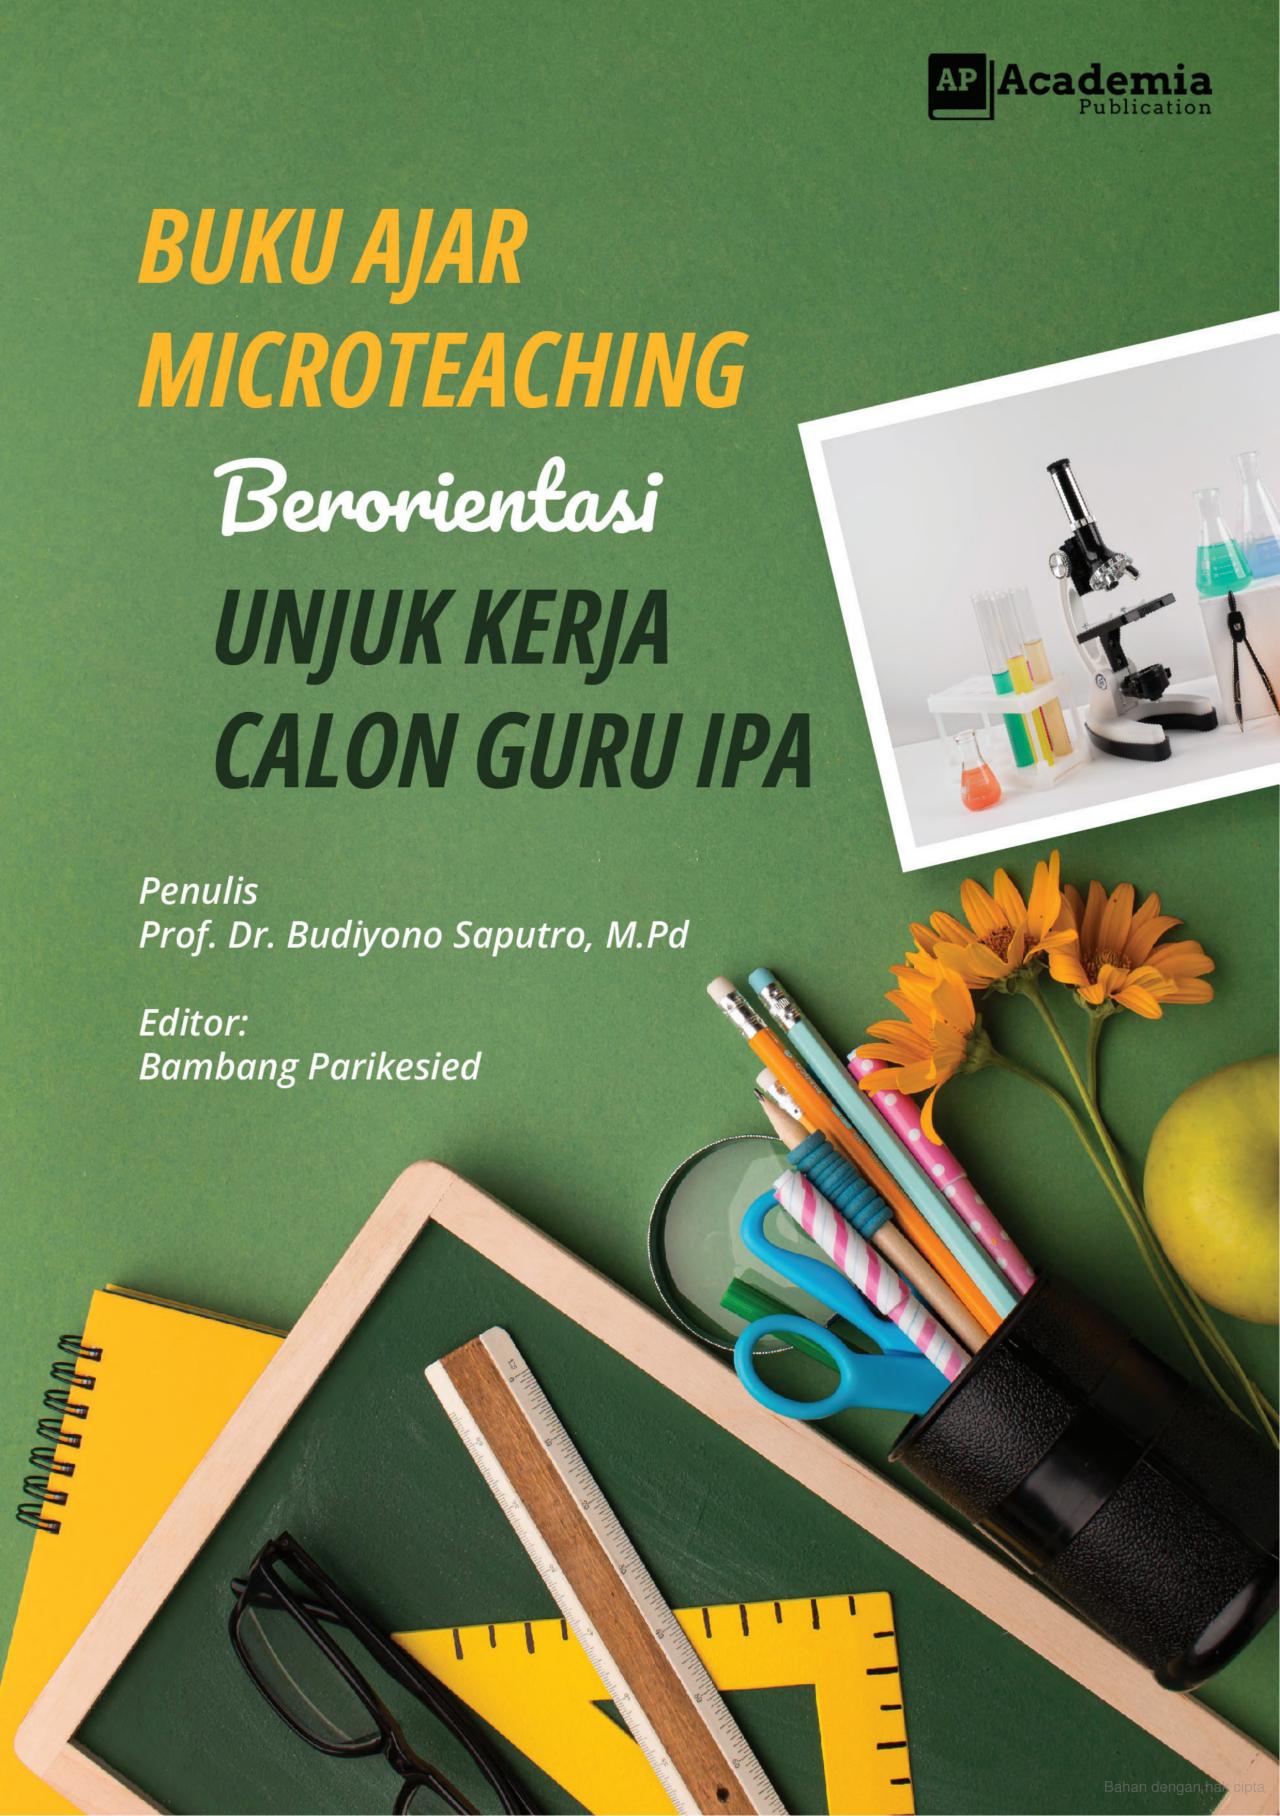 AP Academia
Publication
BUKU AJAR
MICROTEACHING
Berorientasi
UNJUK KERJA
CALON GURU IPA
Penulis
Prof. Dr. Budiyono Saputro, M.Pd
Editor:
Bambang Parikesied
Bahan dengan hak cipta